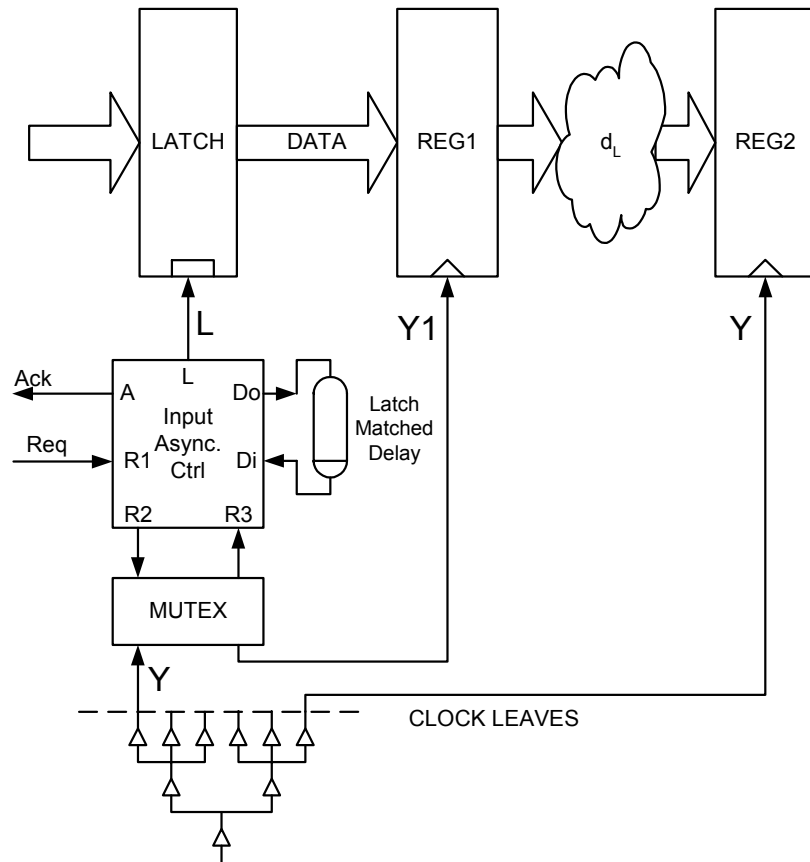 LATCH
DATA
REG1
d_L
REG2
L
Y1
Y
Ack
Req
A
L
Do
Input
Async.
Ctrl
R1
Di
R2
R3
Latch
Matched
Delay
MUTEX
Y
CLOCK LEAVES